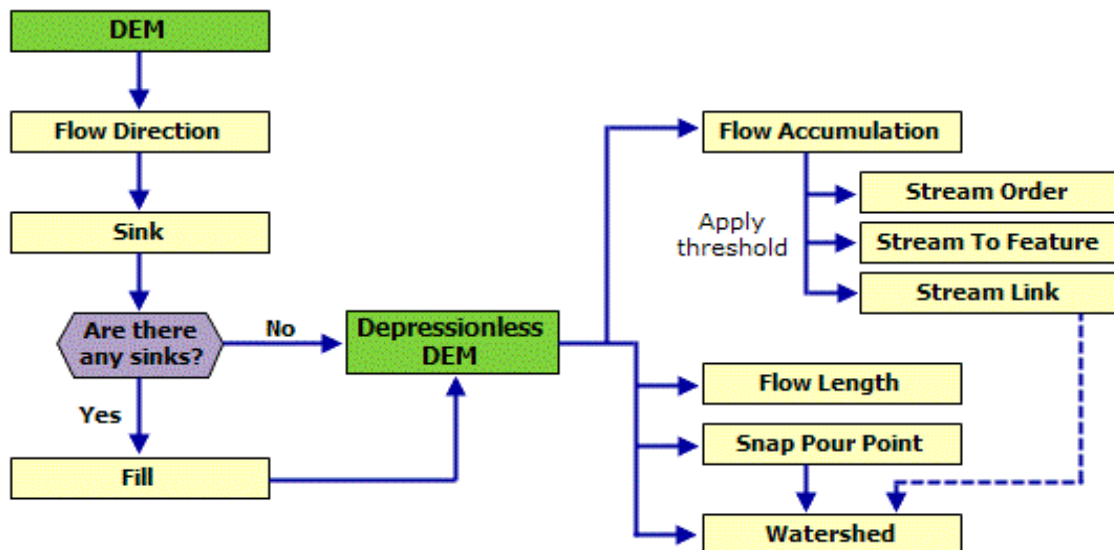 DEM
Flow Direction
Sink
Are there
any sinks?
No
Yes
Fill
Depressionless
DEM
Flow Accumulation
Apply
threshold
Stream Order
Stream To Feature
Stream Link
Flow Length
Snap Pour Point
Watershed